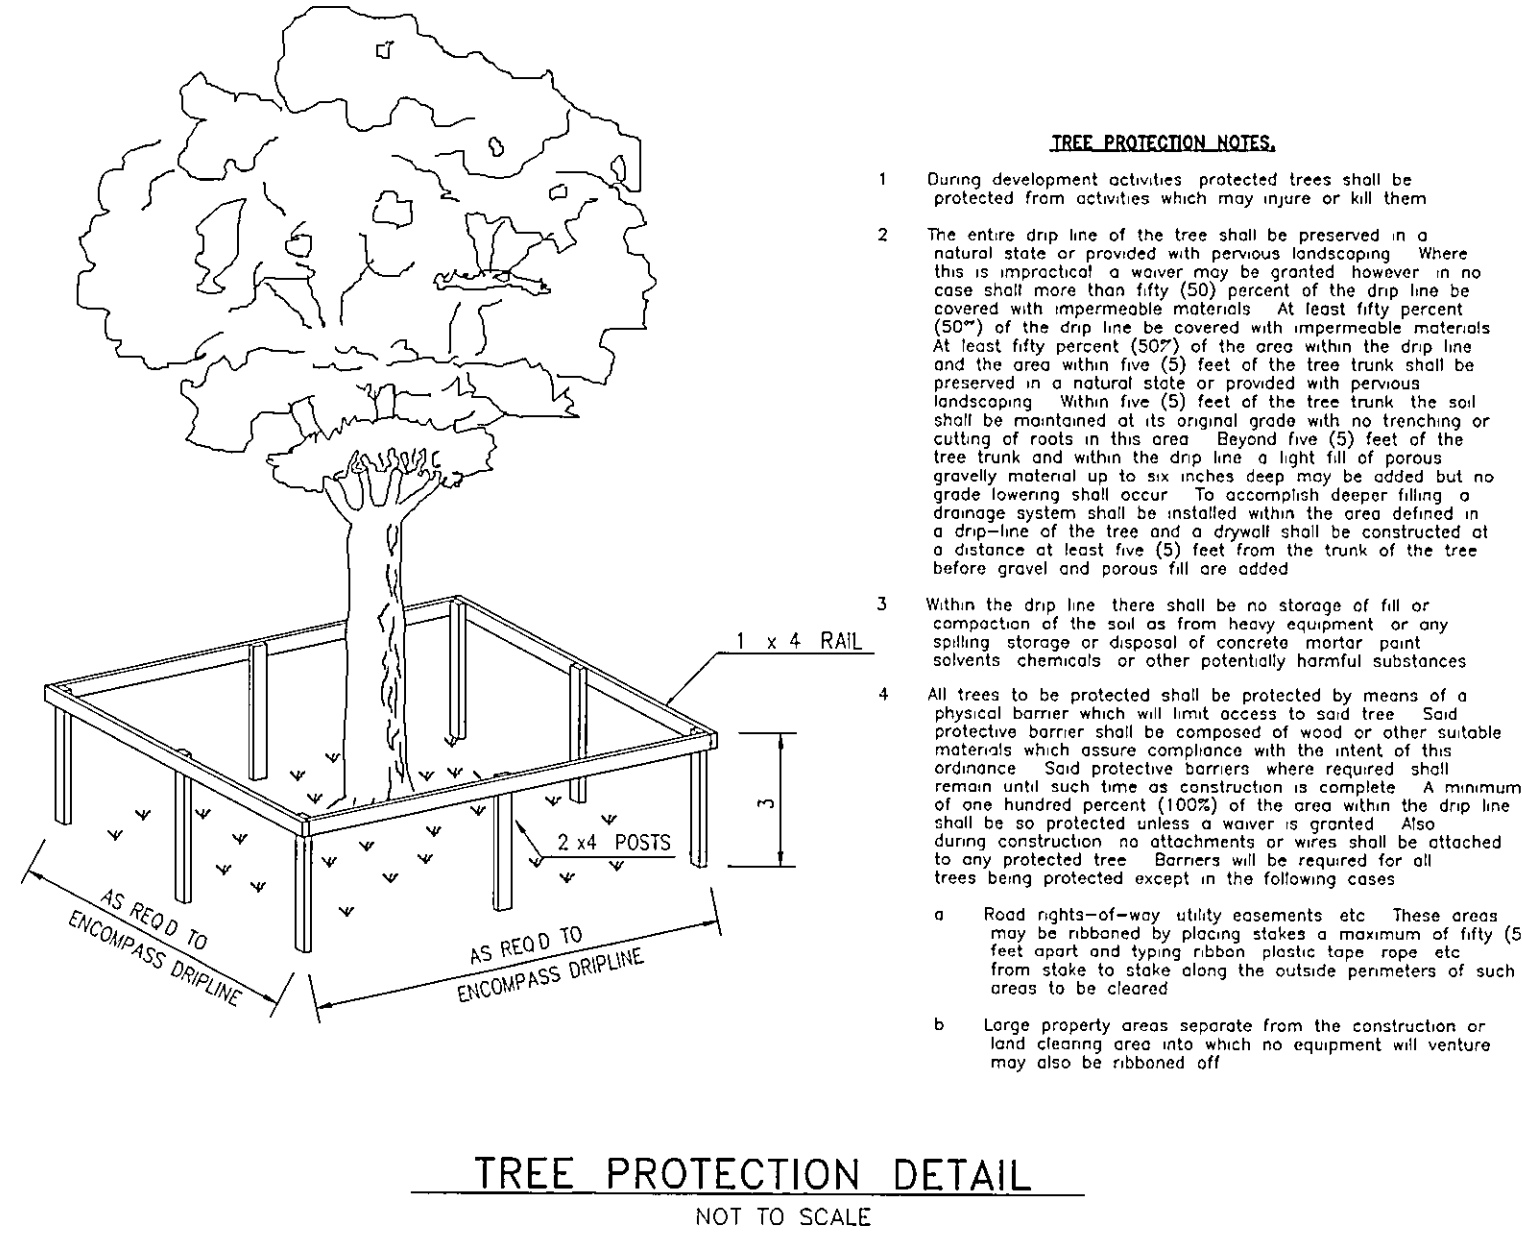 TREE PROTECTION NOTES.
1 During development activities protected trees shall be
protected from activities which may injure or kill them
2 The entire drip line of the tree shall be preserved in a
natural state or provided with pervious landscaping Where
this is impractical a waiver may be granted however in no
case shall more than fifty (50) percent of the drip line be
covered with impermeable materials At least fifty percent
(50~) of the drip line be covered with impermeable materials
At least fifty percent (50%) of the area within the drip line
and the area within five (5) feet of the tree trunk shall be
preserved in a natural state or provided with pervious
landscaping Within five (5) feet of the tree trunk the soil
shall be maintained at its original grade with no trenching or
cutting of roots in this area Beyond five (5) feet of the
tree trunk and within the drip line a light fill of porous
gravelly material up to six inches deep may be added but no
grade lowering shall occur To accomplish deeper filling a
drainage system shall be installed within the area defined in
a drip-line of the tree and a drywall shall be constructed at
a distance at least five (5) feet from the trunk of the tree
before gravel and porous fill are added
3 Within the drip line there shall be no storage of fill or
compaction of the soil as from heavy equipment or any
spilling storage or disposal of concrete mortar paint
solvents chemicals or other potentially harmful substances
4 All trees to be protected shall be protected by means of a
physical barrier which will limit access to said tree Said
protective barrier shall be composed of wood or other suitable
materials which assure compliance with the intent of this
ordinance Said protective barriers where required shall
remain until such time as construction is complete A minimum
of one hundred percent (100%) of the area within the drip line
shall be so protected unless a waiver is granted Also
during construction no attachments or wires shall be attached
to any protected tree Barriers will be required for all
trees being protected except in the following cases
a Road rights-of-way utility easements etc These areas
may be ribboned by placing stakes a maximum of fifty (5
feet apart and typing ribbon plastic tape rope etc
from stake to stake along the outside perimeters of such
areas to be cleared
b Large property areas separate from the construction or
land clearing area into which no equipment will venture
may also be ribboned off
1 x 4 RAIL
3
2 x4 POSTS
AS REQ D TO
ENCOMPASS DRIPLINE
AS REQ D TO
ENCOMPASS DRIPLINE
TREE PROTECTION DETAIL
NOT TO SCALE